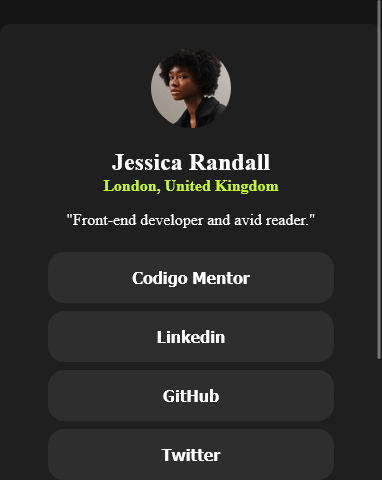 Jessica Randall
London, United Kingdom
"Front-end developer and avid reader."
Codigo Mentor
Linkedin
GitHub
Twitter